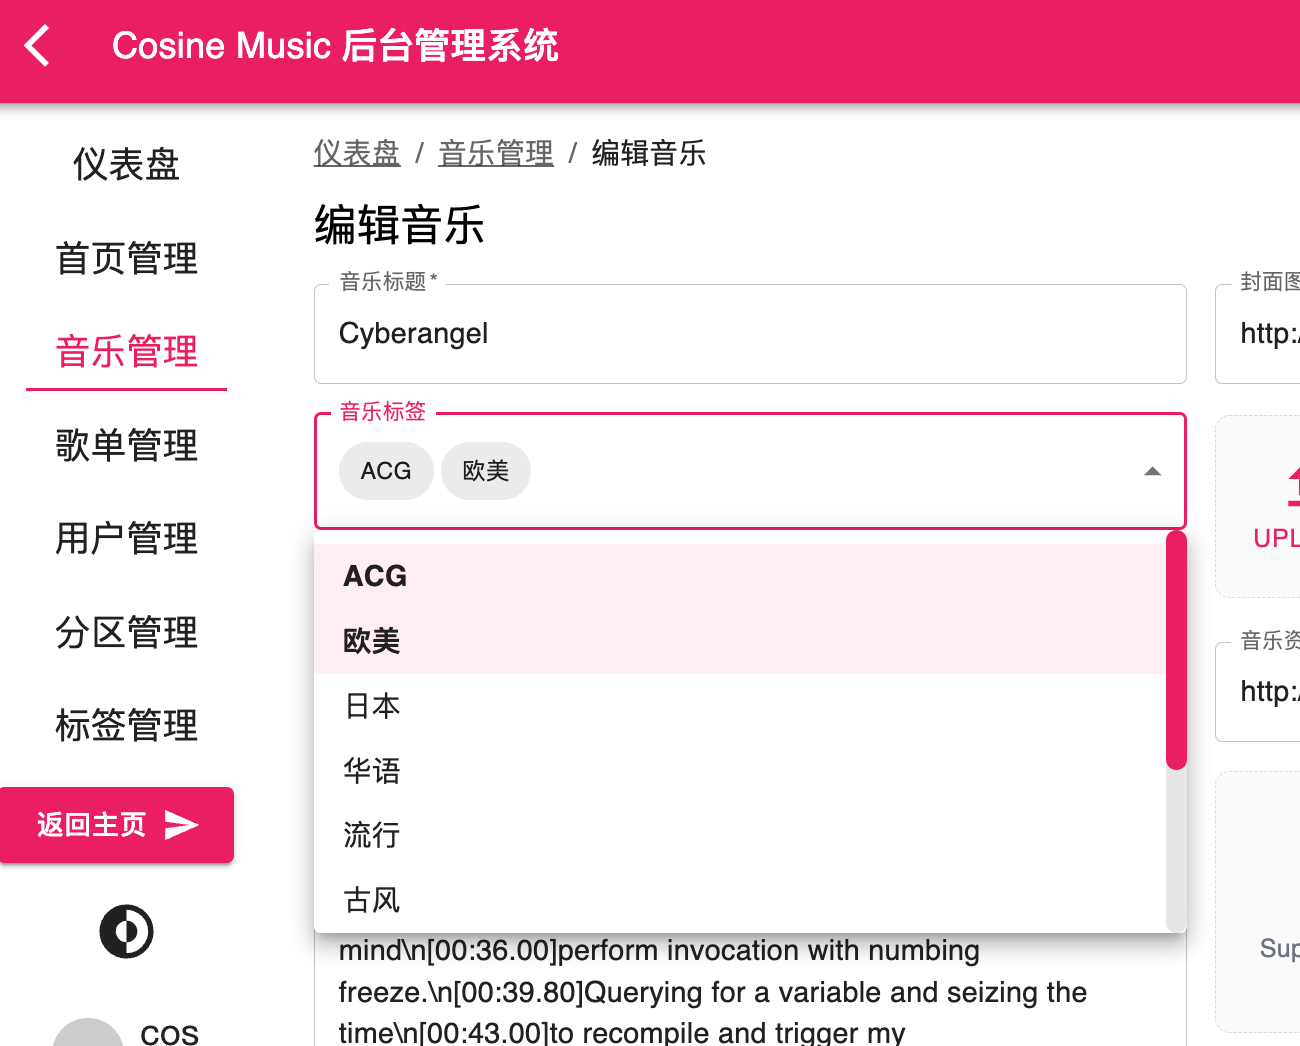 Cosine Music 后台管理系统
仪表盘
首页管理
音乐管理
歌单管理
用户管理
分区管理
标签管理
返回主页
COS
仪表盘 / 音乐管理 / 编辑音乐
编辑音乐
音乐标题 *
Cyberangel
音乐标签
ACG 欧美
ACG
欧美
日本
华语
流行
古风
mind\n[00:36.00]perform invocation with numbing
freeze.\n[00:39.80]Querying for a variable and seizing the
time\n[00:43.00]to recompile and trigger my
封面图
http:/
UPL
音乐资
http:/
Sup